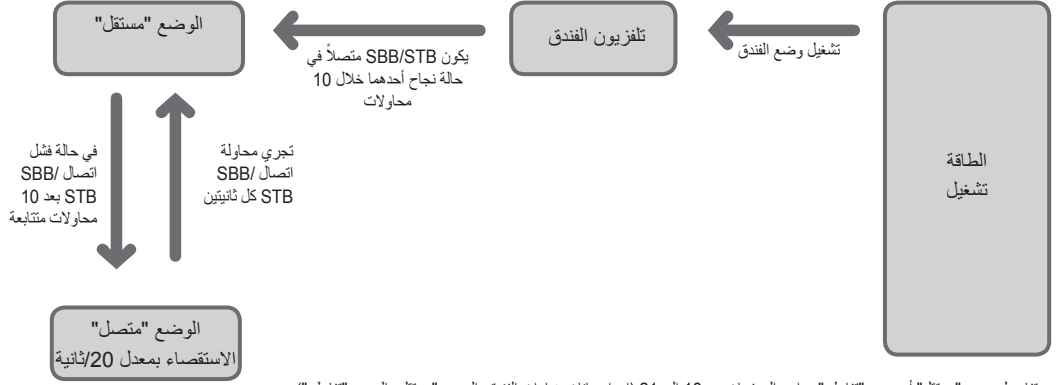 الطاقة
تشغيل
تشغيل وضع الفندق
تلفزيون الفندق
يكون SBB/STB متصلاً في
حالة نجاح أحدهما خلال 10
محاولات
الوضع "مستقل"
تجري محاولة
اتصال SBB/
STB كل ثانيتين
في حالة فشل
اتصال SBB/
STB بعد 10
محاولات متتابعة
الوضع "متصل"
الاستقصاء بمعدل 20/ثانية